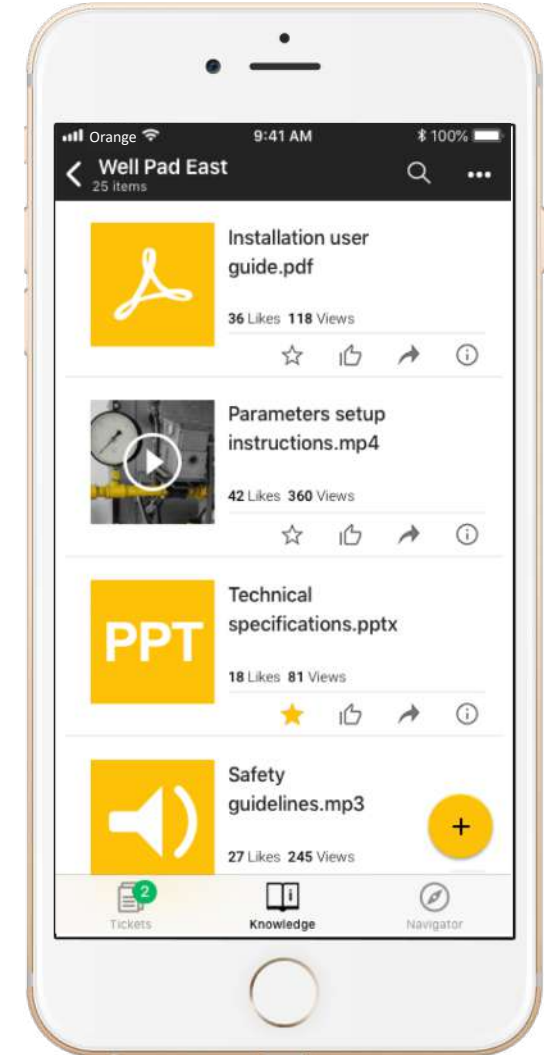 Orange 9:41 AM 100%
Well Pad East
25 items
Installation user
guide.pdf
36 Likes 118 Views
Parameters setup
instructions.mp4
42 Likes 360 Views
PPT
Technical
specifications.pptx
18 Likes 81 Views
Safety
guidelines.mp3
27 Likes 245 Views
+
2
Tickets Knowledge Navigator